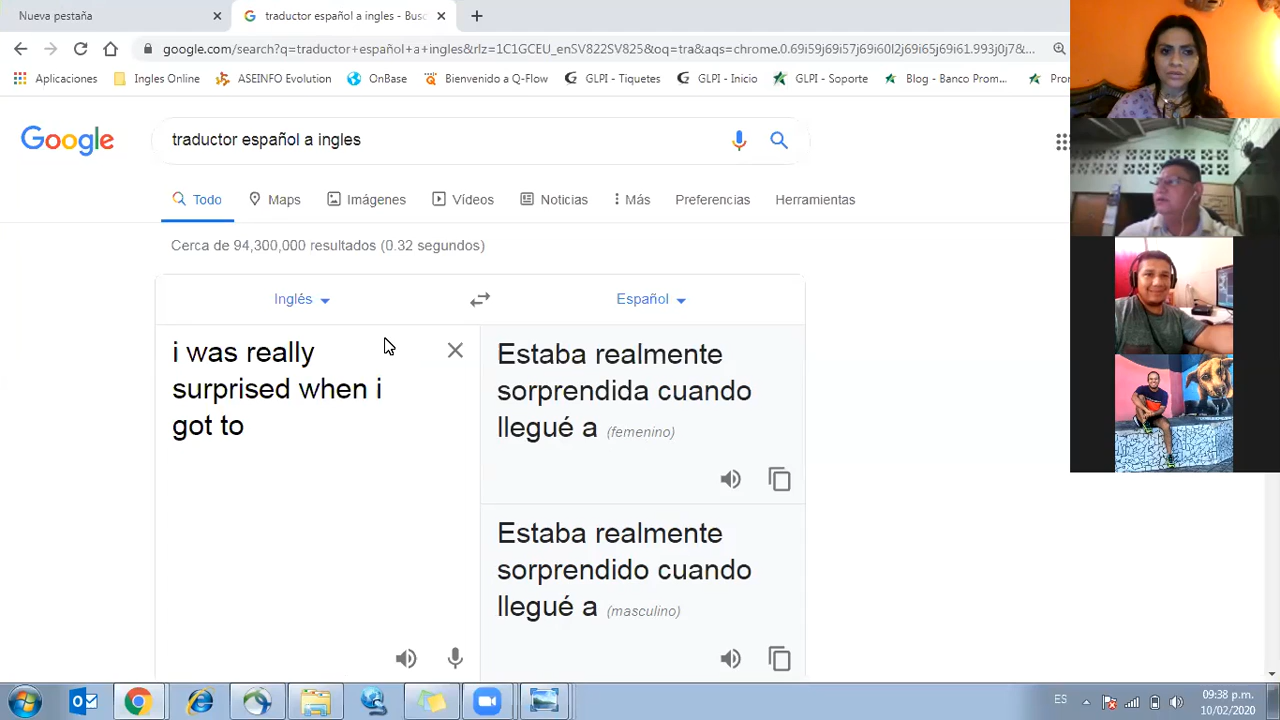 Nueva pestaña
traductor español a ingles - Busc
google.com/search?q=traductor+español+a+ingles&rlz=1C1GCEU_enSV822SV825&oq=tra&aqs=chrome.0.69i59j69i57j69i60l2j69i65j69i61.993j0j7&...
Aplicaciones
Ingles Online
ASEINFO Evolution
OnBase
Bienvenido a Q-Flow
GLPI - Tiquetes
GLPI - Inicio
GLPI - Soporte
Blog - Banco Prom...
Pron
Google
traductor español a ingles
Todo
Maps
Imágenes
Vídeos
Noticias
Más
Preferencias
Herramientas
Cerca de 94,300,000 resultados (0.32 segundos)
Inglés
Español
i was really
surprised when i
got to
Estaba realmente
sorprendida cuando
llegué a (femenino)
Estaba realmente
sorprendido cuando
llegué a (masculino)
ES
09:38 p.m.
10/02/2020